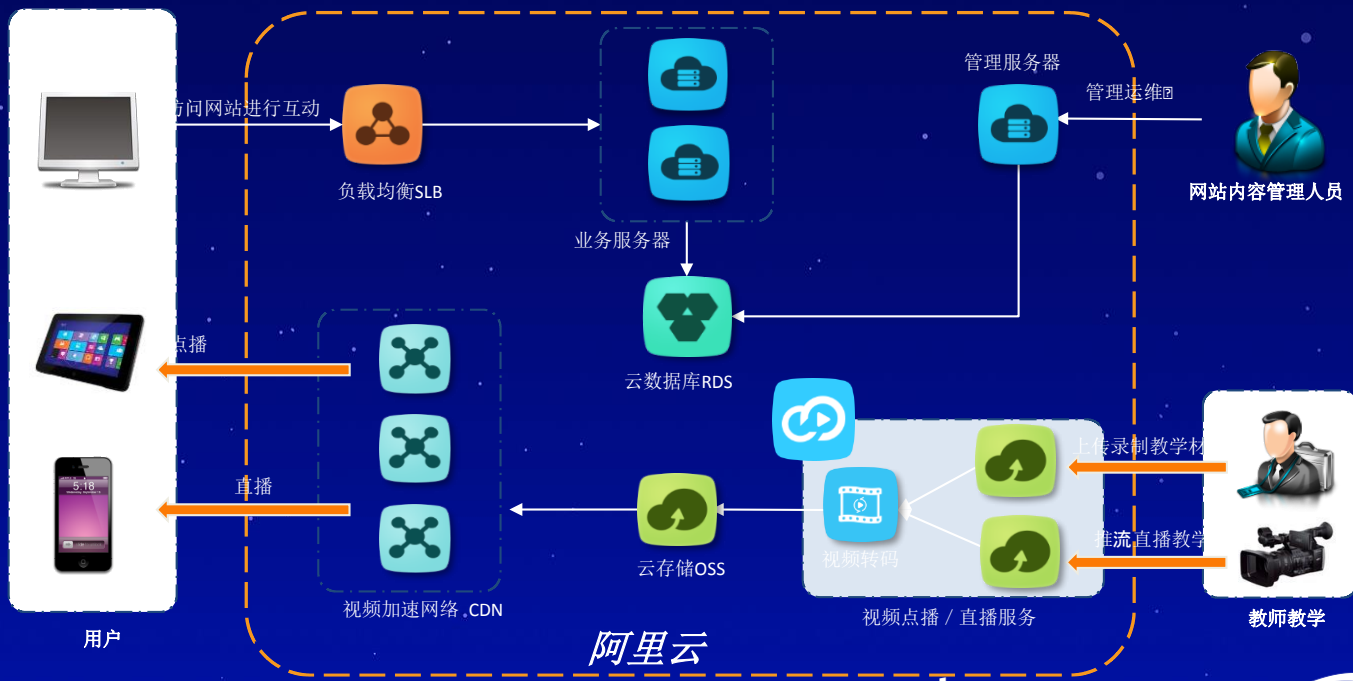 管理服务器
管理运维
访问网站进行互动
负载均衡SLB
网站内容管理人员
业务服务器
点播
云数据库RDS
上传录制教学材
5:18
直播
推流直播教学
视频转码
云存储OSS
视频加速网络 CDN
视频点播 / 直播服务
教师教学
用户
阿里云